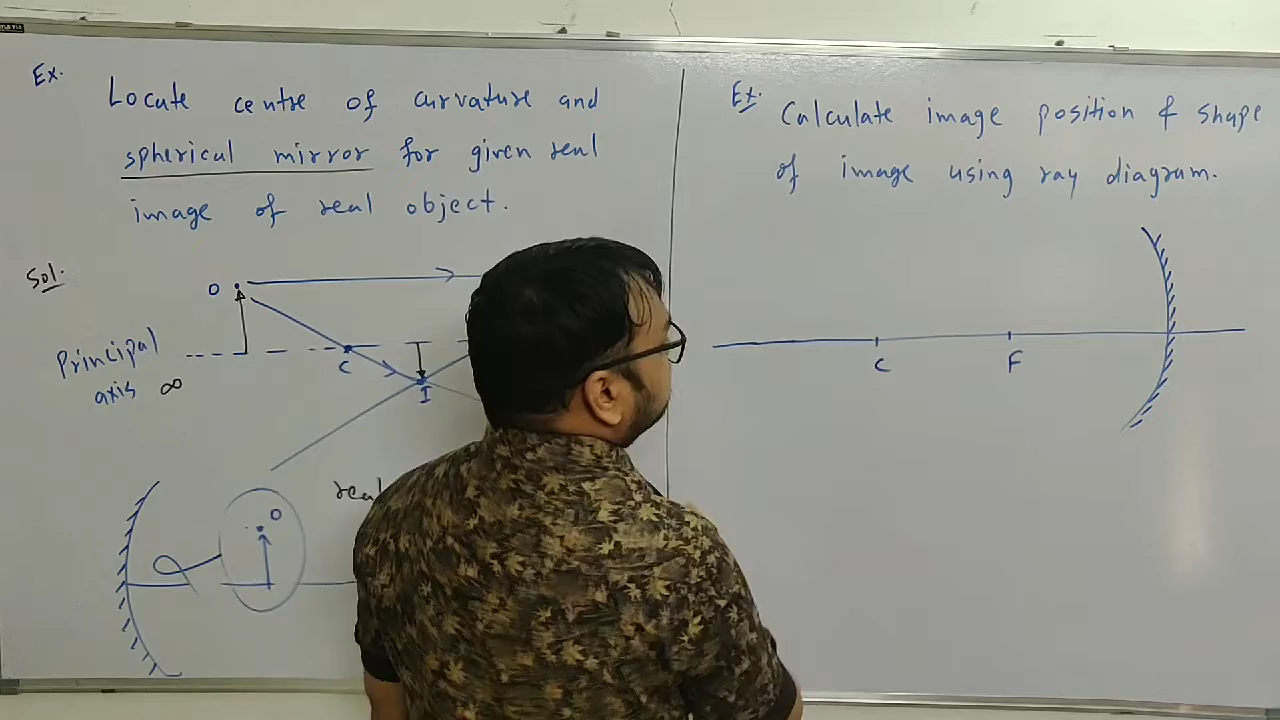 Ex.
Locate centre of curvature and
spherical mirror for given real
image of real object.
Sol.
O
Principal
axis ∞
C
I
real
O
Ex.
Calculate image position & shape
of image using ray diagram.
C
F